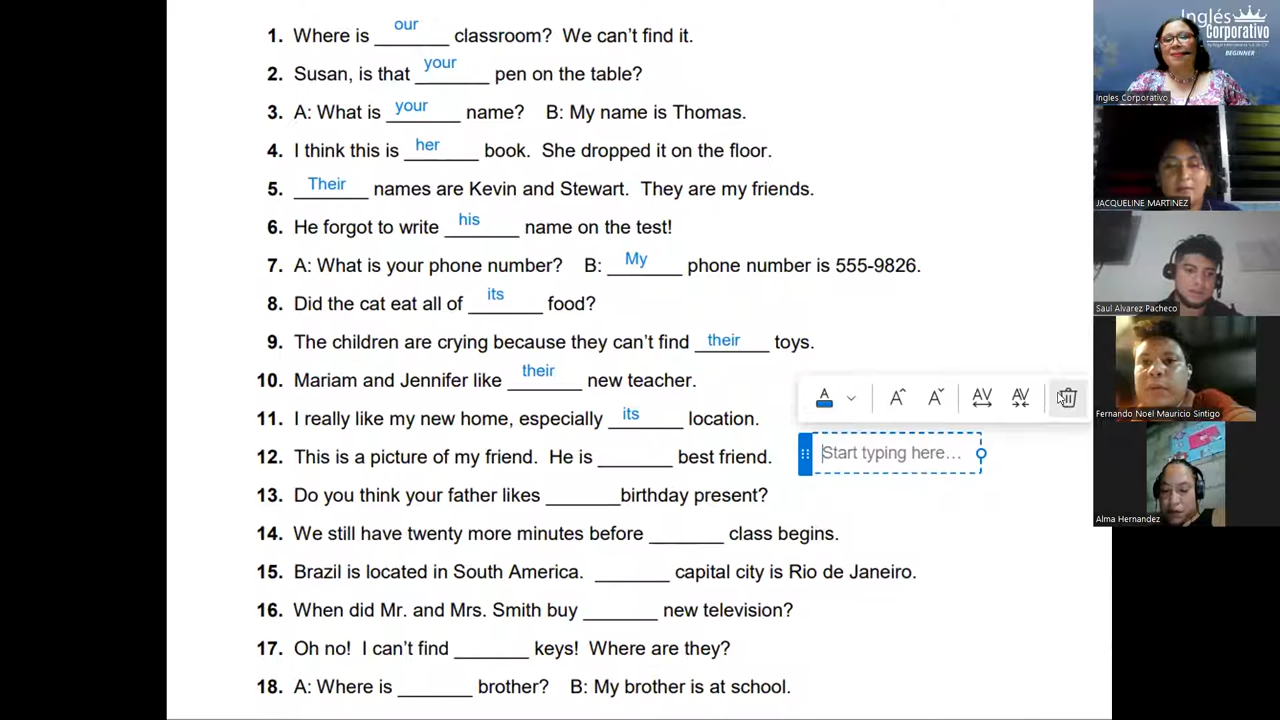 1. Where is our classroom? We can't find it.
2. Susan, is that your pen on the table?
3. A: What is your name? B: My name is Thomas.
4. I think this is her book. She dropped it on the floor.
5. Their names are Kevin and Stewart. They are my friends.
6. He forgot to write his name on the test!
7. A: What is your phone number? B: My phone number is 555-9826.
8. Did the cat eat all of its food?
9. The children are crying because they can't find their toys.
10. Mariam and Jennifer like their new teacher.
11. I really like my new home, especially its location.
12. This is a picture of my friend. He is ________ best friend.
Start typing here...
13. Do you think your father likes ________birthday present?
14. We still have twenty more minutes before ________ class begins.
15. Brazil is located in South America. ________ capital city is Rio de Janeiro.
16. When did Mr. and Mrs. Smith buy ________ new television?
17. Oh no! I can't find ________ keys! Where are they?
18. A: Where is ________ brother? B: My brother is at school.
A A A AV AV
Inglés
Corporativo
BEGINNER
Ingles Corporativo
JACQUELINE MARTINEZ
Saul Alvarez Pacheco
Fernando Noel Mauricio Sintigo
Alma Hernandez